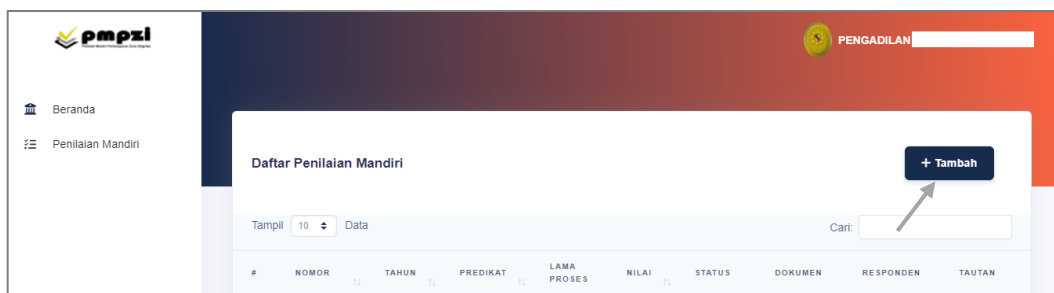 pmpzi
PENGADILAN
Beranda
Penilaian Mandiri
Daftar Penilaian Mandiri
+ Tambah
Tampil 10 Data
Cari:
# NOMOR TAHUN PREDIKAT LAMA PROSES NILAI STATUS DOKUMEN RESPONDEN TAUTAN